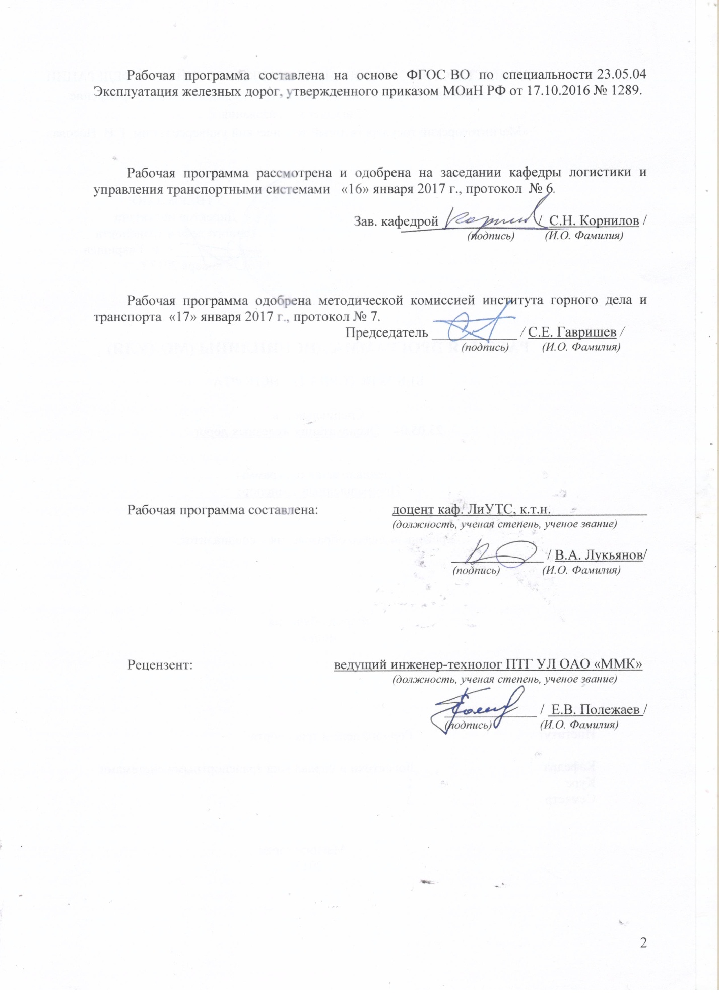 Рабочая программа составлена на основе ФГОС ВО по специальности 23.05.04
Эксплуатация железных дорог, утвержденного приказом МОиН РФ от 17.10.2016 № 1289.
Рабочая программа рассмотрена и одобрена на заседании кафедры логистики и
управления транспортными системами «16» января 2017 г., протокол № 6.
Зав. кафедрой / С.Н. Корнилов /
(подпись) (И.О. Фамилия)
Рабочая программа одобрена методической комиссией института горного дела и
транспорта «17» января 2017 г., протокол № 7.
Председатель / С.Е. Гавришев /
(подпись) (И.О. Фамилия)
Рабочая программа составлена: доцент каф. ЛиУТС, к.т.н.
(должность, ученая степень, ученое звание)
/ В.А. Лукьянов/
(подпись) (И.О. Фамилия)
Рецензент: ведущий инженер-технолог ПТГ УЛ ОАО «ММК»
(должность, ученая степень, ученое звание)
/ Е.В. Полежаев /
(подпись) (И.О. Фамилия)
2